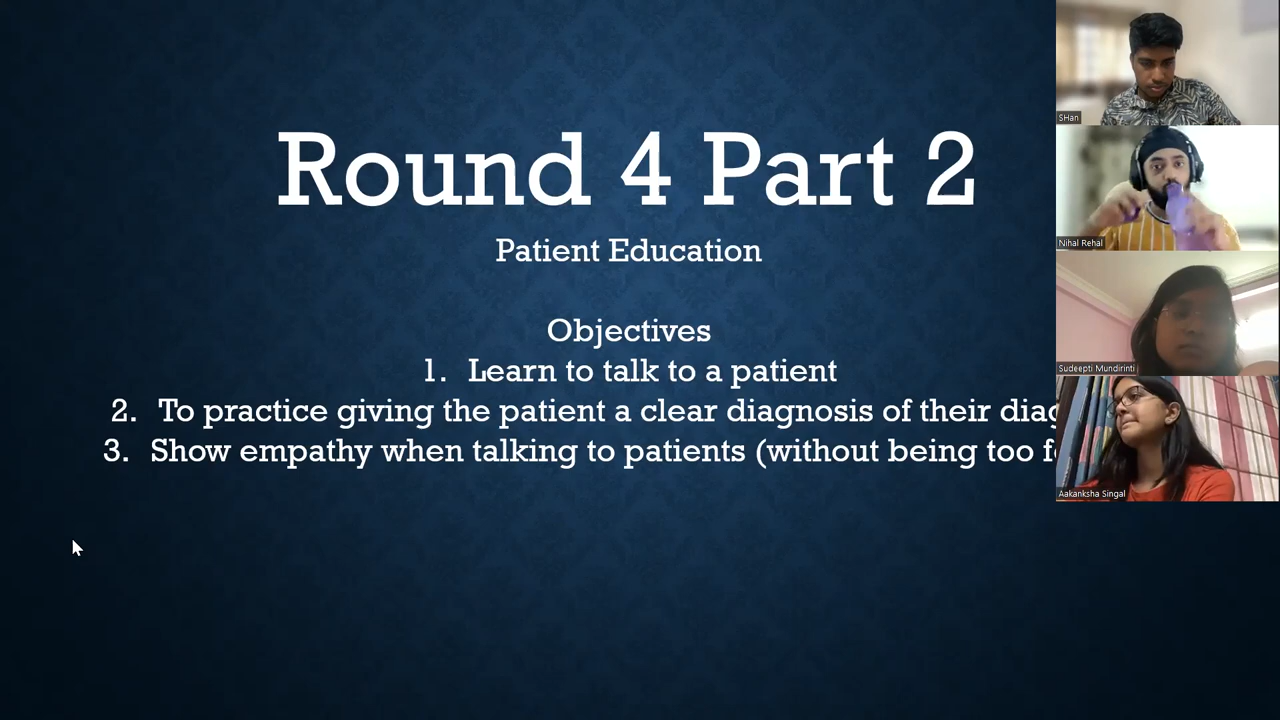 Round 4 Part 2
Patient Education
Objectives
1. Learn to talk to a patient
2. To practice giving the patient a clear diagnosis of their
3. Show empathy when talking to patients (without being too
SHan
Nihal Rehal
Sudeepti Mundirinti
Aakanksha Singal